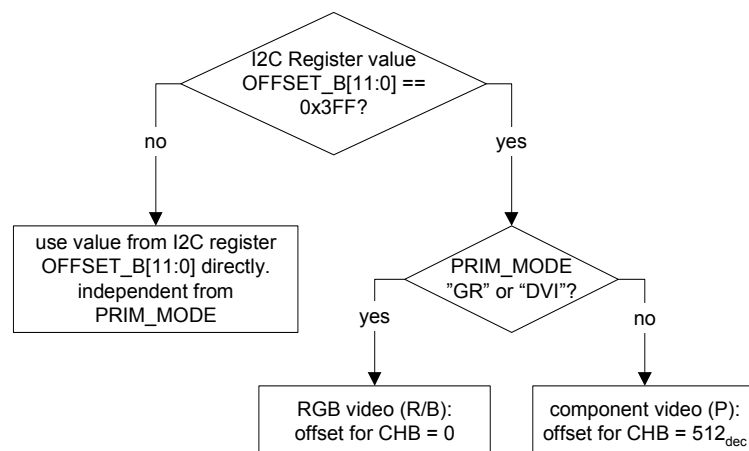 I2C Register value
OFFSET_B[11:0] ==
0x3FF?
no
yes
use value from I2C register
OFFSET_B[11:0] directly.
independent from
PRIM_MODE
PRIM_MODE
”GR” or “DVI”?
yes
no
RGB video (R/B):
offset for CHB = 0
component video (P):
offset for CHB = 512dec